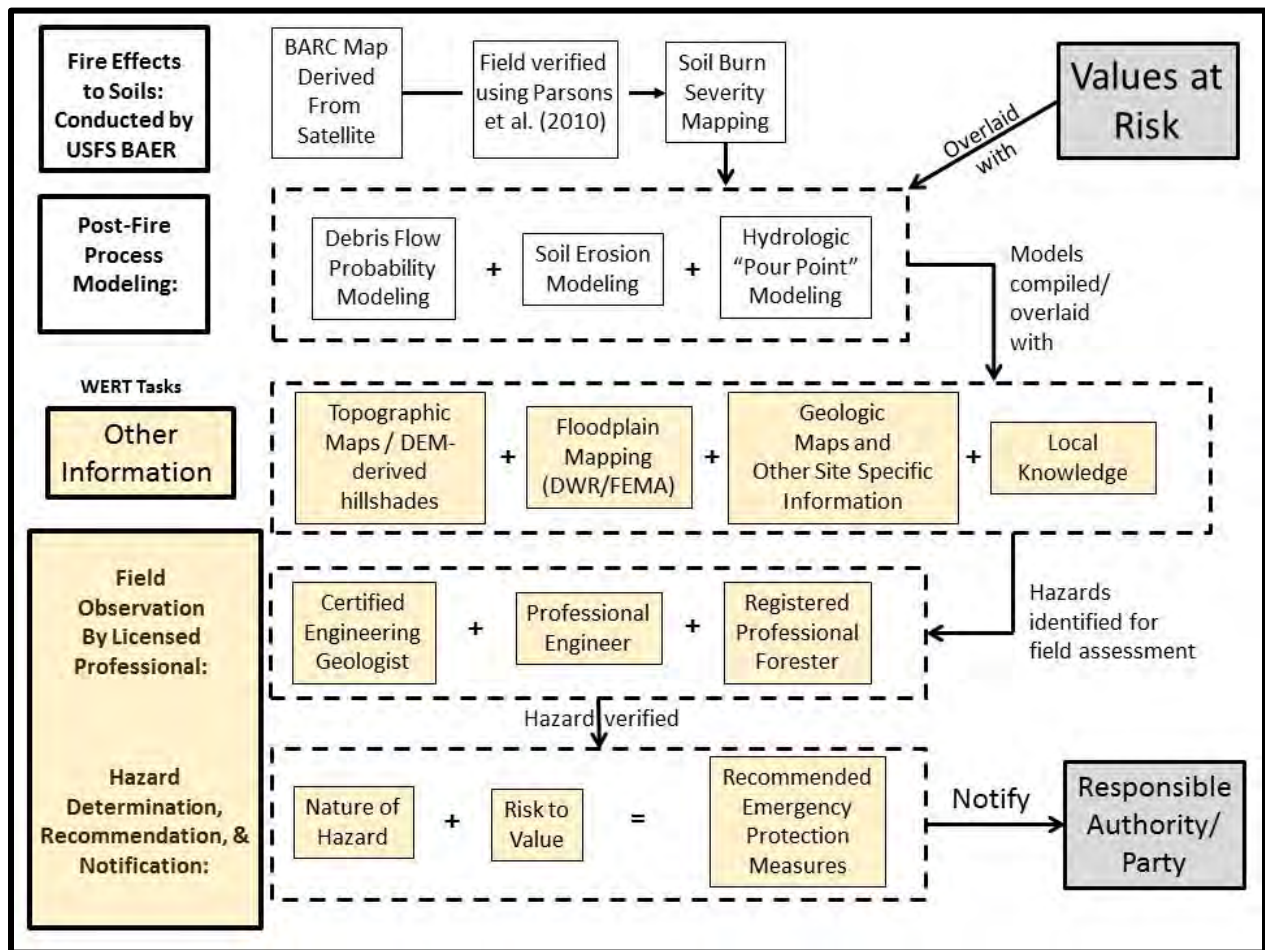 Fire Effects
to Soils:
Conducted by
USFS BAER
BARC Map
Derived
From
Satellite
Field verified
using Parsons
et al. (2010)
Soil Burn
Severity
Mapping
Values at
Risk
Overlaid
with
Post-Fire
Process
Modeling:
Debris Flow
Probability
Modeling
+
Soil Erosion
Modeling
+
Hydrologic
“Pour Point”
Modeling
Models
compiled/
overlaid
with
WERT Tasks
Other
Information
Topographic
Maps / DEM-
derived
hillshades
+
Floodplain
Mapping
(DWR/FEMA)
+
Geologic
Maps and
Other Site Specific
Information
+
Local
Knowledge
Field
Observation
By Licensed
Professional:
Certified
Engineering
Geologist
+
Professional
Engineer
+
Registered
Professional
Forester
Hazards
identified for
field assessment
Hazard verified
Hazard
Determination,
Recommendation, &
Notification:
Nature of
Hazard
+
Risk to
Value
=
Recommended
Emergency
Protection
Measures
Notify
Responsible
Authority/
Party